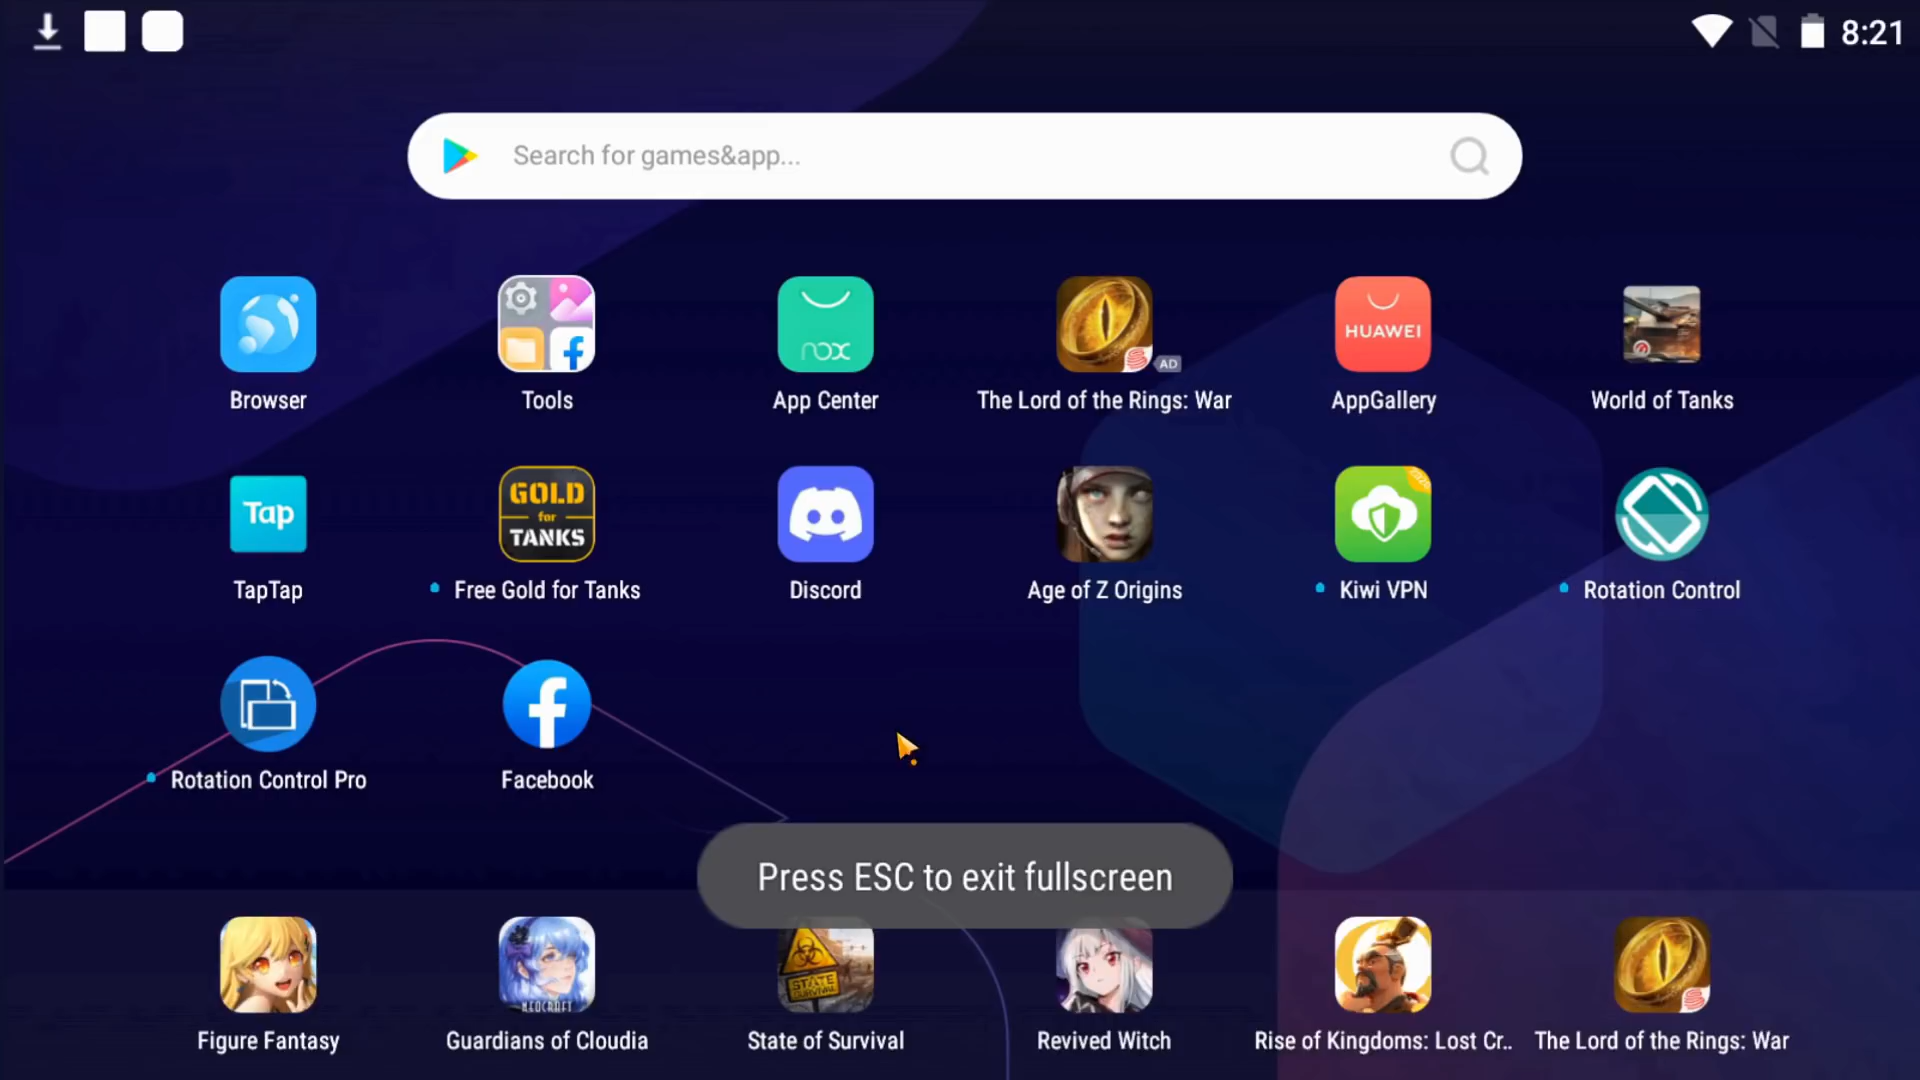 8:21
Search for games&app...
HUAWEI
nox
AD
Browser
Tools
App Center
The Lord of the Rings: War
AppGallery
World of Tanks
Tap
GOLD
for
TANKS
TapTap
Free Gold for Tanks
Discord
Age of Z Origins
Kiwi VPN
Rotation Control
Rotation Control Pro
Facebook
Press ESC to exit fullscreen
NEOCRAFT
STATE
SURVIVAL
Figure Fantasy
Guardians of Cloudia
State of Survival
Revived Witch
Rise of Kingdoms: Lost Cr..
The Lord of the Rings: War